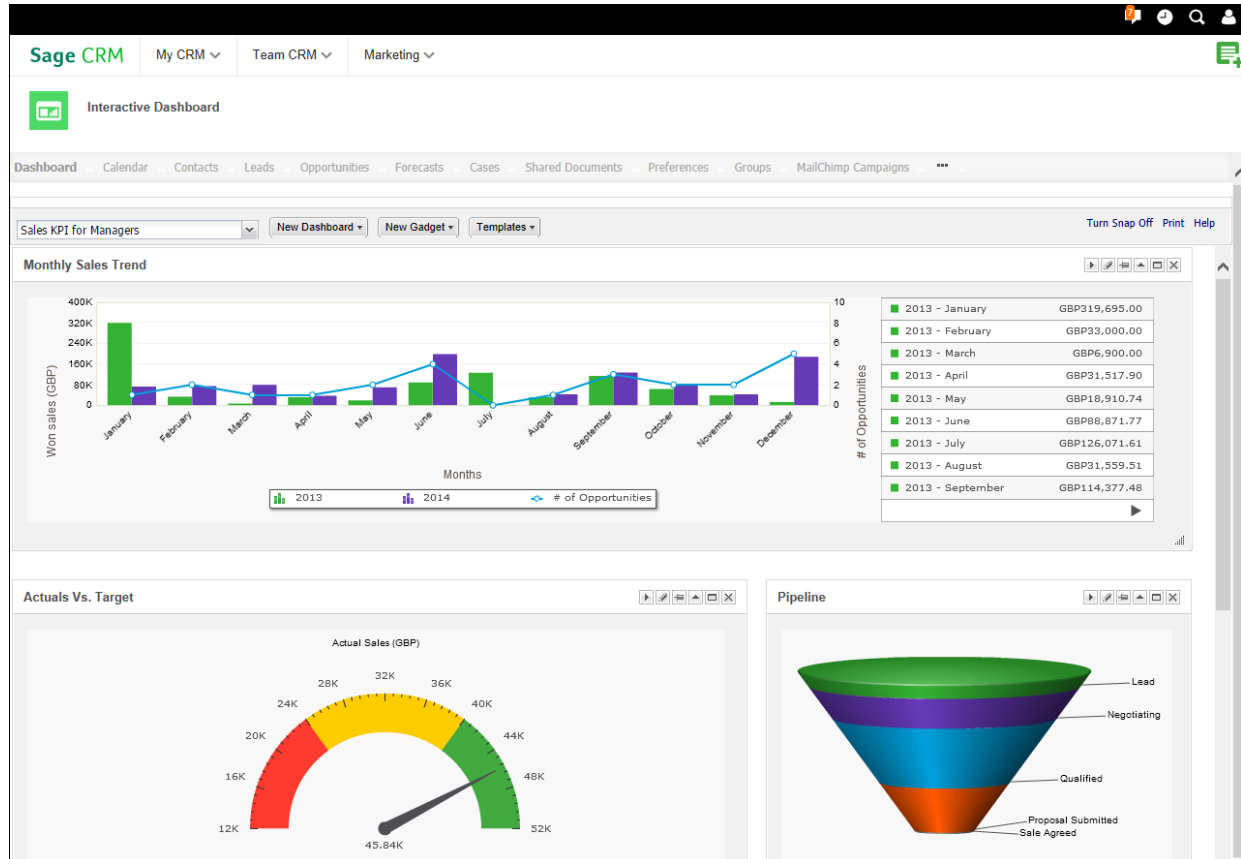 7
Sage CRM My CRM Team CRM Marketing
Interactive Dashboard
Dashboard Calendar Contacts Leads Opportunities Forecasts Cases Shared Documents Preferences Groups MailChimp Campaigns ...
Sales KPI for Managers New Dashboard New Gadget Templates Turn Snap Off Print Help
Monthly Sales Trend
400K
320K
240K
160K
80K
0
Won sales (GBP)
10
8
6
4
2
0
# of Opportunities
January February March April May June July August September October November December
Months
2013 2014 # of Opportunities
2013 - January GBP319,695.00
2013 - February GBP33,000.00
2013 - March GBP6,900.00
2013 - April GBP31,517.90
2013 - May GBP18,910.74
2013 - June GBP88,871.77
2013 - July GBP126,071.61
2013 - August GBP31,559.51
2013 - September GBP114,377.48
Actuals Vs. Target
Actual Sales (GBP)
12K
16K
20K
24K
28K
32K
36K
40K
44K
48K
52K
45.84K
Pipeline
Lead
Negotiating
Qualified
Proposal Submitted
Sale Agreed